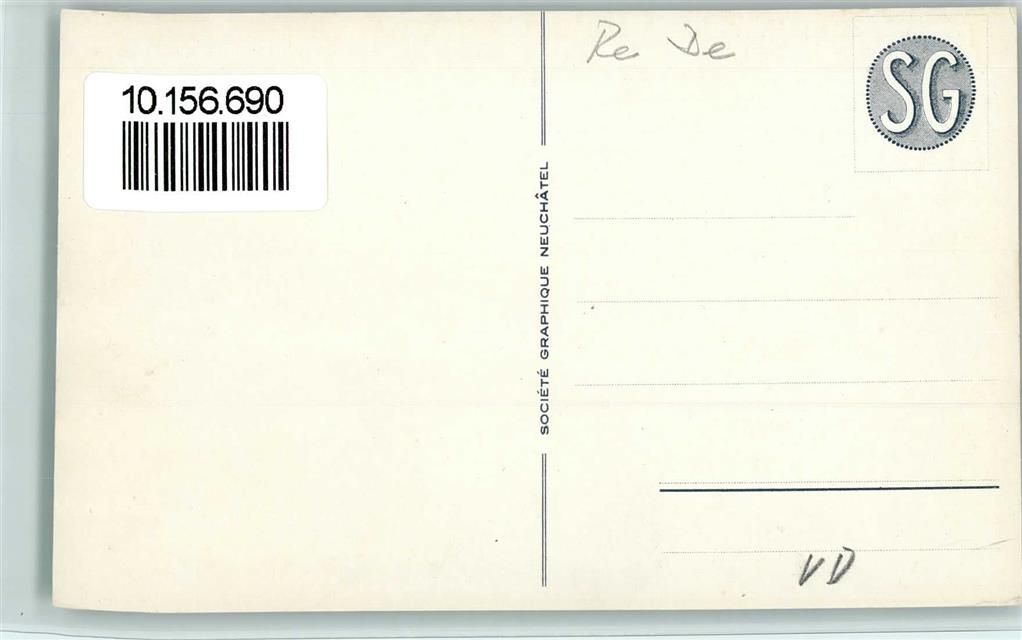 10.156.690
SOCIÉTÉ GRAPHIQUE NEUCHÂTEL
Re De
SG
VD